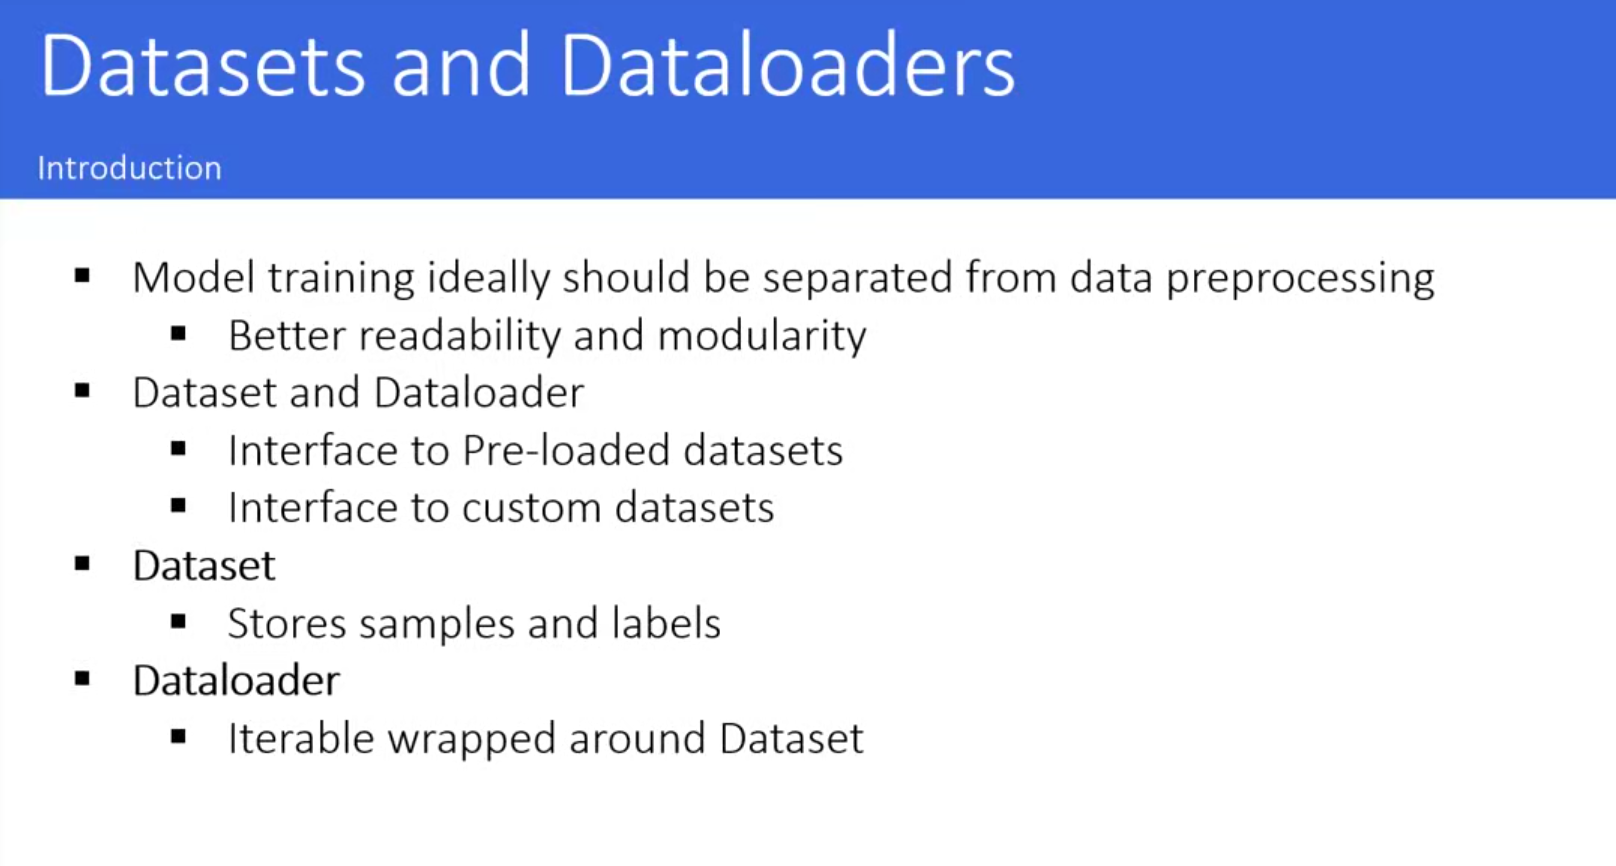 Datasets and Dataloaders
Introduction
▪ Model training ideally should be separated from data preprocessing
▪ Better readability and modularity
▪ Dataset and Dataloader
▪ Interface to Pre-loaded datasets
▪ Interface to custom datasets
▪ Dataset
▪ Stores samples and labels
▪ Dataloader
▪ Iterable wrapped around Dataset